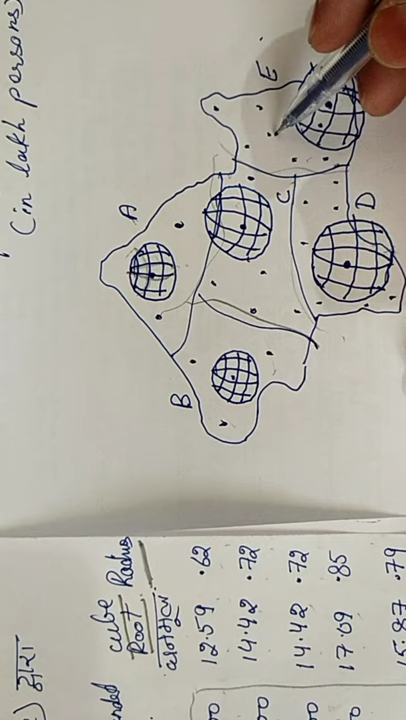 (in lakh persons)
A
B
C
D
E
cube Root Radius
घनमूल
12.59 .62
14.42 .72
14.42 .72
17.09 .85
15.87 .79